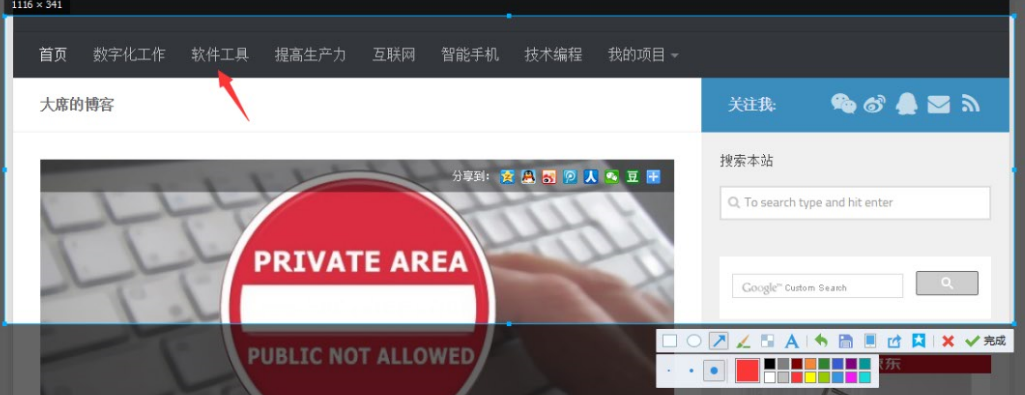 1116 × 341
首页 数字化工作 软件工具 提高生产力 互联网 智能手机 技术编程 我的项目
大席的博客
关注我:
分享到:
人
豆
搜索本站
To search type and hit enter
Google™ Custom Search
PRIVATE AREA
PUBLIC NOT ALLOWED
A
完成
东